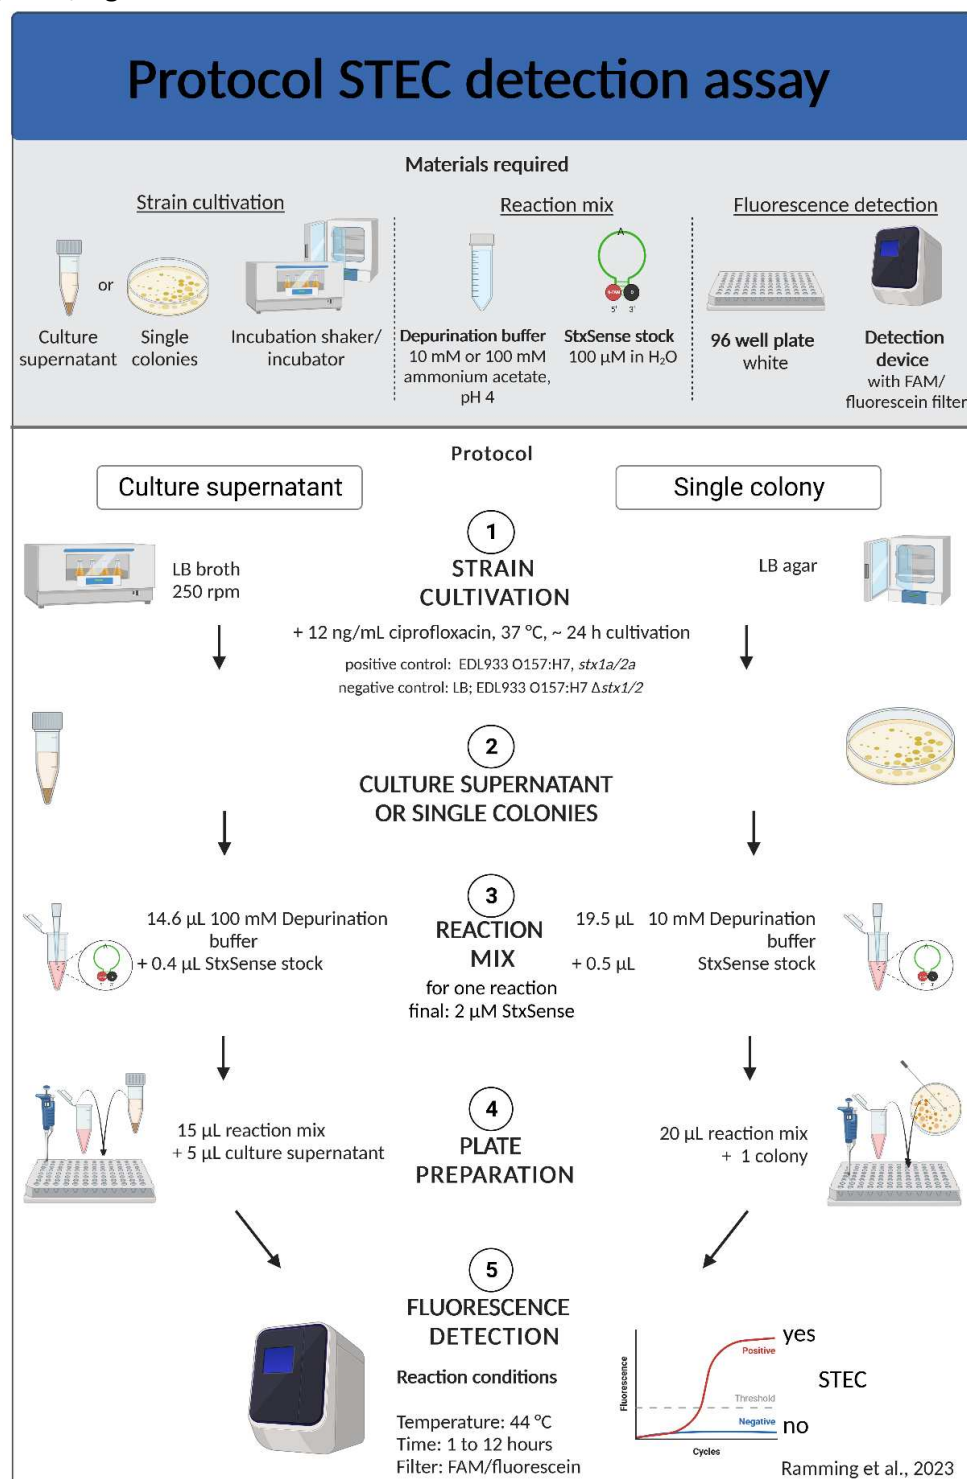 Protocol STEC detection assay
Materials required
Strain cultivation
Reaction mix
Fluorescence detection
or
Culture
supernatant
Single
colonies
Incubation shaker/
incubator
A
5' 3'
Depurination buffer
10 mM or 100 mM
ammonium acetate,
pH 4
StxSense stock
100 µM in H₂O
96 well plate
white
Detection
device
with FAM/
fluorescein filter
Protocol
Culture supernatant
Single colony
1
STRAIN
CULTIVATION
LB broth
250 rpm
LB agar
+ 12 ng/mL ciprofloxacin, 37 °C, ~ 24 h cultivation
positive control: EDL933 O157:H7, stx1a/2a
negative control: LB; EDL933 O157:H7 Δstx1/2
2
CULTURE SUPERNATANT
OR SINGLE COLONIES
3
REACTION
MIX
for one reaction
final: 2 µM StxSense
14.6 µL 100 mM Depurination
buffer
+ 0.4 µL StxSense stock
19.5 µL 10 mM Depurination
buffer
+ 0.5 µL StxSense stock
4
PLATE
PREPARATION
15 µL reaction mix
+ 5 µL culture supernatant
20 µL reaction mix
+ 1 colony
5
FLUORESCENCE
DETECTION
Reaction conditions
Temperature: 44 °C
Time: 1 to 12 hours
Filter: FAM/fluorescein
Fluorescence
Cycles
Positive
Threshold
Negative
yes
STEC
no
Ramming et al., 2023